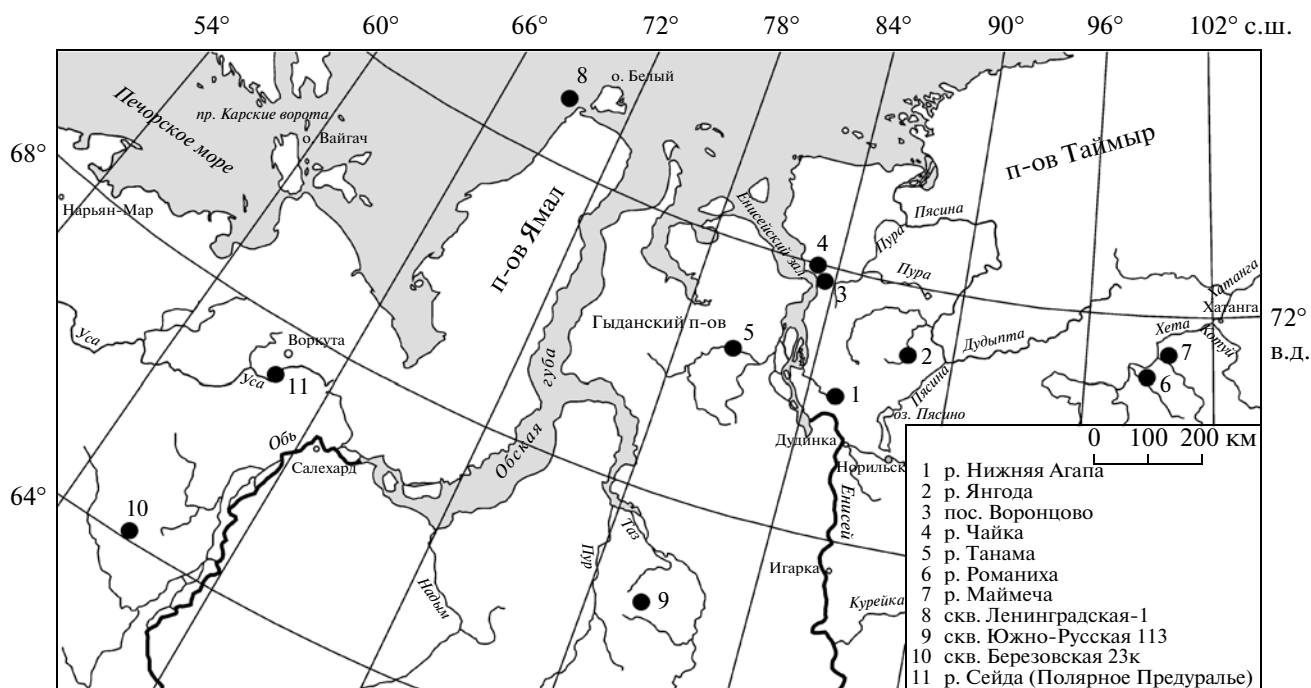 54° 60° 66° 72° 78° 84° 90° 96° 102° с.ш.
8
о. Белый
Печорское море
пр. Карские ворота
о. Вайгач
п-ов Таймыр
68°
Нарьян-Мар
п-ов Ямал
Енисейский зал.
Пясина
Пура
4
Пура
3
Хатанга
Хатанга
72°
в.д.
Гыданский п-ов
5
Дудыпта
Хета
Котуй
7
2
6
Уса
Воркута
Уса
11
губа
Обская
Пясина
1
оз. Пясино
Обь
Салехард
Дудинка
Норильск
0 100 200 км
64°
10
Енисей
Таз
Пур
Надым
9
Игарка
Курейка
1 р. Нижняя Агапа
2 р. Янгода
3 пос. Воронцово
4 р. Чайка
5 р. Танама
6 р. Романиха
7 р. Маймеча
8 скв. Ленинградская-1
9 скв. Южно-Русская 113
10 скв. Березовская 23к
11 р. Сейда (Полярное Предуралье)